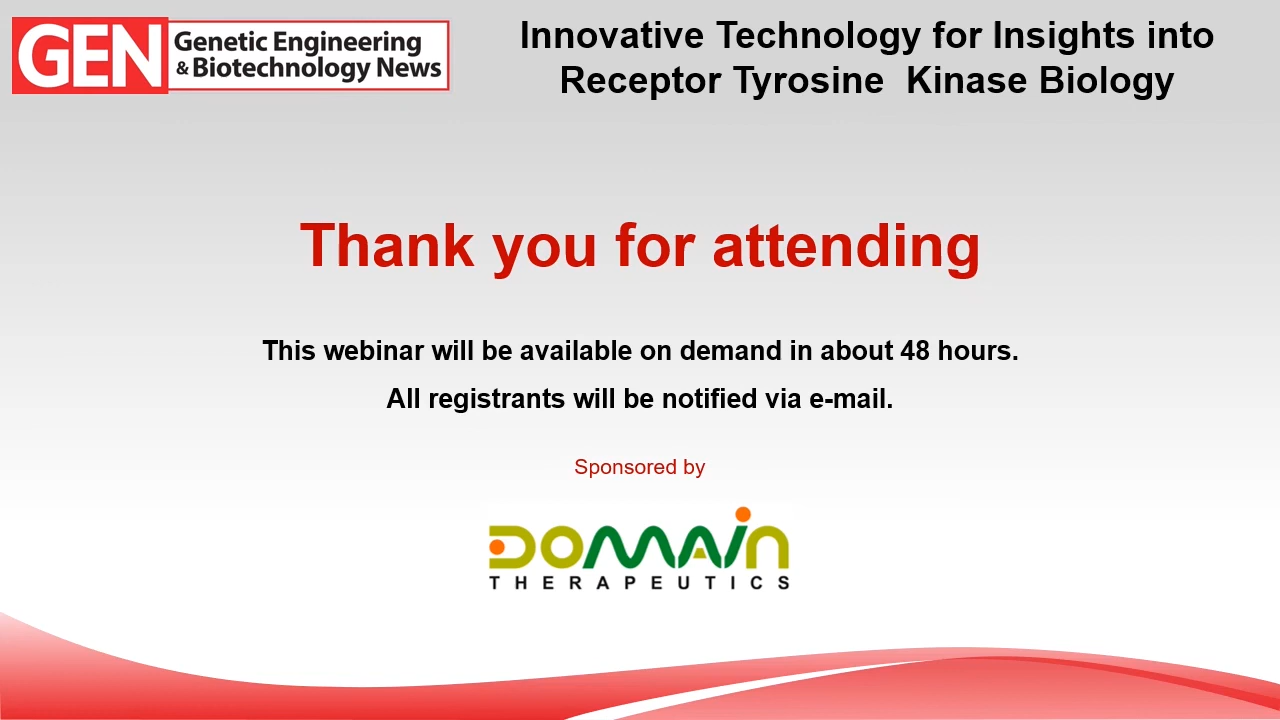 GEN
Genetic Engineering
& Biotechnology News
Innovative Technology for Insights into
Receptor Tyrosine  Kinase Biology
Thank you for attending
This webinar will be available on demand in about 48 hours.
All registrants will be notified via e-mail.
Sponsored by
DOMAIN
THERAPEUTICS